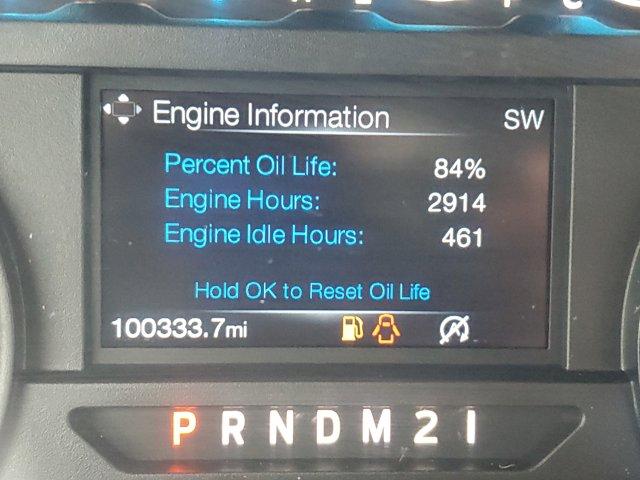 Engine Information SW
Percent Oil Life: 84%
Engine Hours: 2914
Engine Idle Hours: 461
Hold OK to Reset Oil Life
100333.7mi
P R N D M 2 1